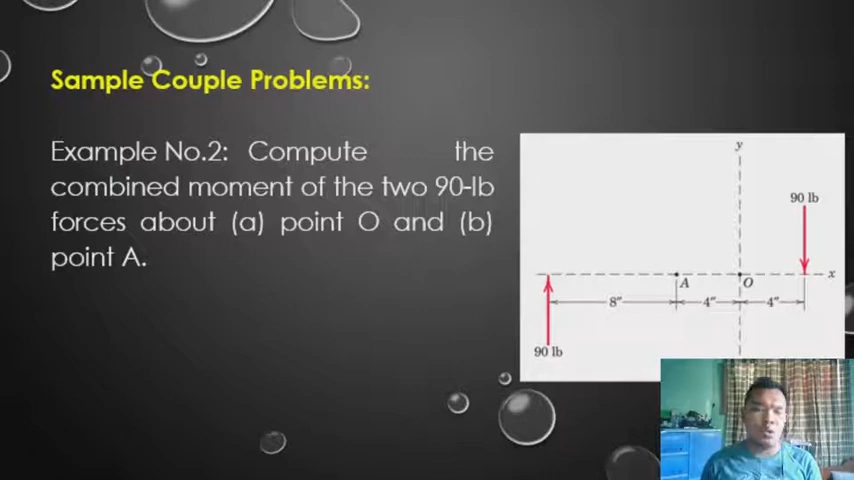 Sample Couple Problems:
Example No.2: Compute the
combined moment of the two 90-lb
forces about (a) point O and (b)
point A.
y
90 lb
x
A
O
8″
4″
4″
90 lb